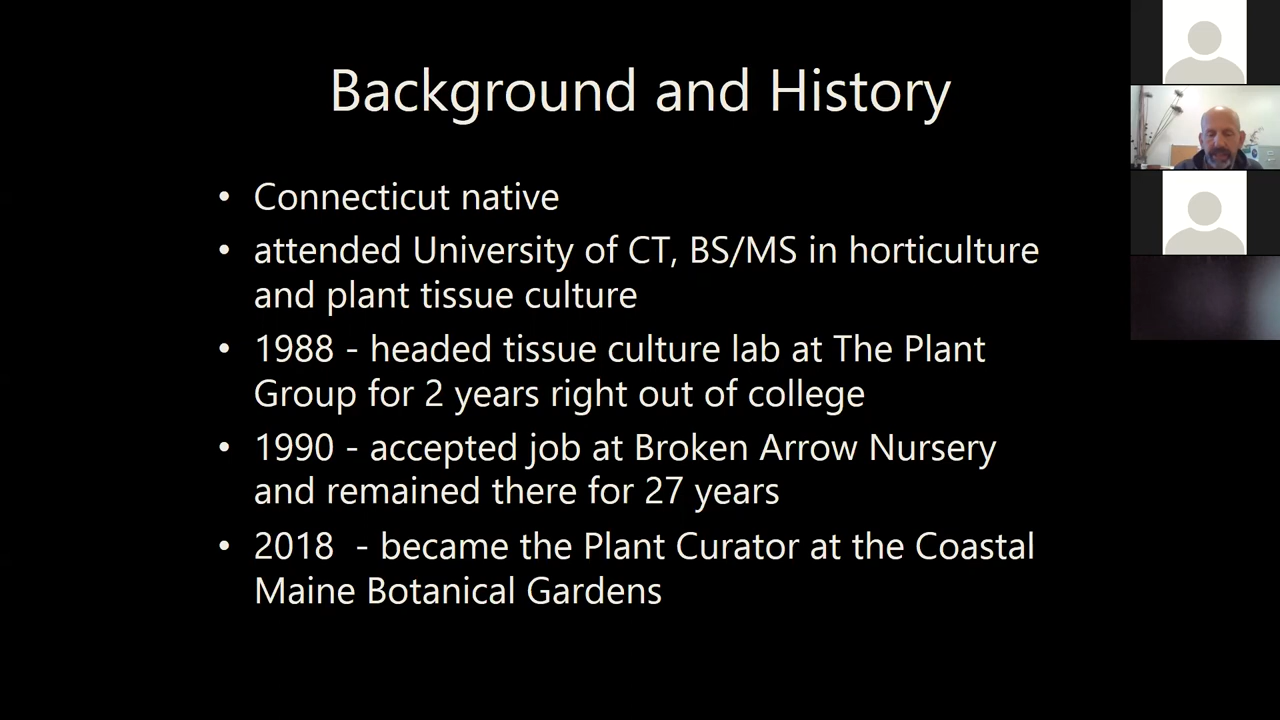 Background and History
• Connecticut native
• attended University of CT, BS/MS in horticulture
and plant tissue culture
• 1988 - headed tissue culture lab at The Plant
Group for 2 years right out of college
• 1990 - accepted job at Broken Arrow Nursery
and remained there for 27 years
• 2018  - became the Plant Curator at the Coastal
Maine Botanical Gardens